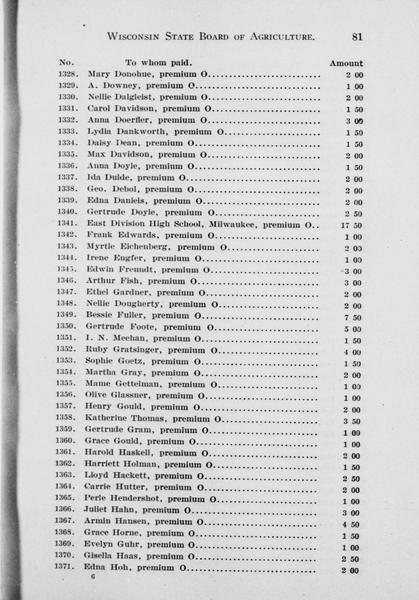 WISCONSIN STATE BOARD OF AGRICULTURE. 81
No. To whom paid. Amount
1328. Mary Donohue, premium O............................ 2 00
1329. A. Downey, premium O............................ 1 00
1330. Nellie Dalgleist, premium O............................ 2 00
1331. Carol Davidson, premium O............................ 1 50
1332. Anna Doerfler, premium O............................ 3 00
1333. Lydia Dankworth, premium O............................ 1 50
1334. Daisy Dean, premium O............................ 1 50
1335. Max Davidson, premium O............................ 2 00
1336. Anna Doyle, premium O............................ 1 50
1337. Ida Dulde, premium O............................ 2 00
1338. Geo. Debol, premium O............................ 2 00
1339. Edna Daniels, premium O............................ 2 00
1340. Gertrude Doyle, premium O............................ 2 50
1341. East Division High School, Milwaukee, premium O.. 17 50
1342. Frank Edwards, premium O............................ 1 00
1343. Myrtle Eichenberg, premium O............................ 2 00
1344. Irene Engfer, premium O............................ 1 00
1345. Edwin Freundt, premium O............................ 3 00
1346. Arthur Fish, premium O............................ 3 00
1347. Ethel Gardner, premium O............................ 2 00
1348. Nellie Dougherty, premium O............................ 2 00
1349. Bessie Fuller, premium O............................ 7 50
1350. Gertrude Foote, premium O............................ 5 00
1351. I. N. Meehan, premium O............................ 1 50
1352. Ruby Gratsinger, premium O............................ 4 00
1353. Sophie Goetz, premium O............................ 1 50
1354. Martha Gray, premium O............................ 2 00
1355. Mame Gettelman, premium O............................ 1 00
1356. Olive Glassner, premium O............................ 1 00
1357. Henry Gould, premium O............................ 2 00
1358. Katherine Thomas, premium O............................ 3 50
1359. Gertrude Gram, premium O............................ 1 00
1360. Grace Gould, premium O............................ 1 00
1361. Harold Haskell, premium O............................ 2 00
1362. Harriett Holman, premium O............................ 1 50
1363. Lloyd Hackett, premium O............................ 2 50
1364. Carrie Hutter, premium O............................ 2 00
1365. Perle Hendershot, premium O............................ 1 00
1366. Juliet Hahn, premium O............................ 3 00
1367. Armin Hansen, premium O............................ 4 50
1368. Grace Horne, premium O............................ 1 50
1369. Evelyn Guhr, premium O............................ 1 00
1370. Gisella Haas, premium O............................ 2 50
1371. Edna Hoh, premium O............................ 2 00
6